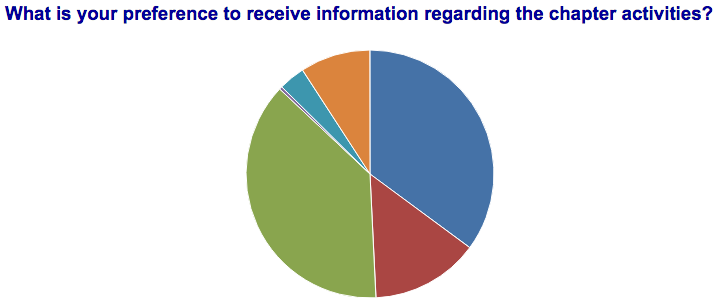 What is your preference to receive information regarding the chapter activities?